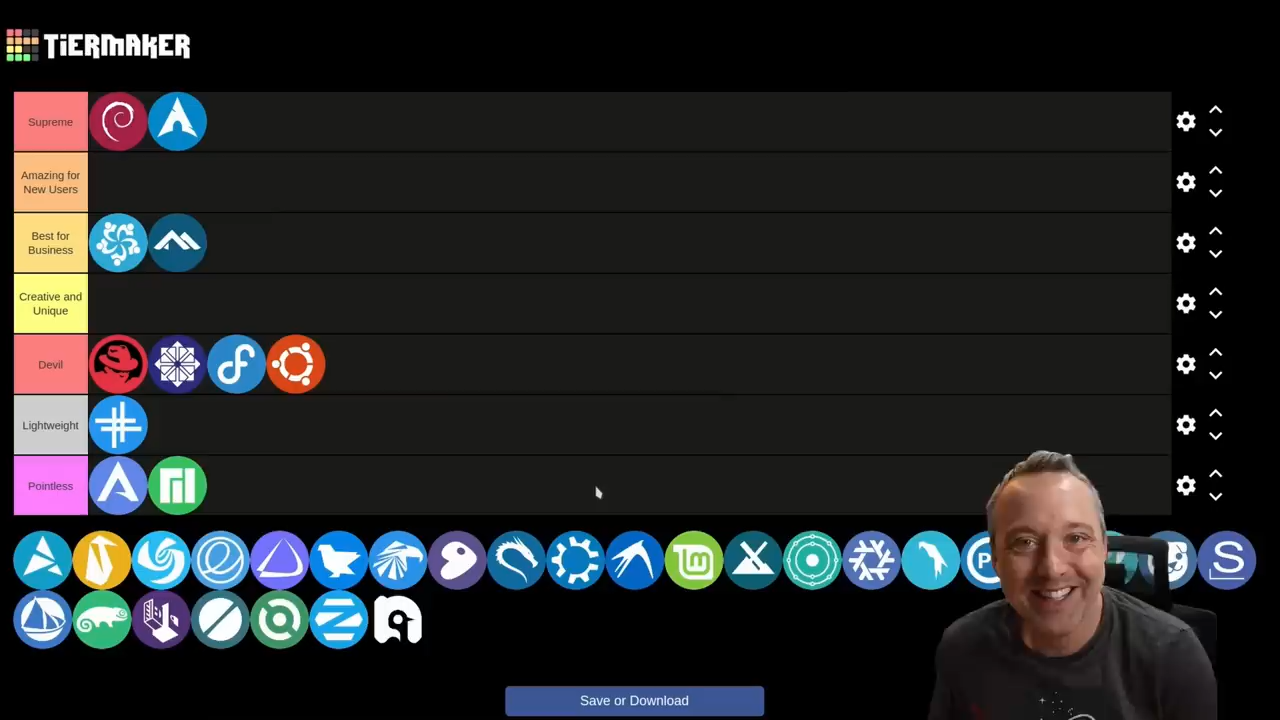 TiERMAKER
Supreme
Amazing for
New Users
Best for
Business
Creative and
Unique
Devil
Lightweight
Pointless
P
S
Save or Download